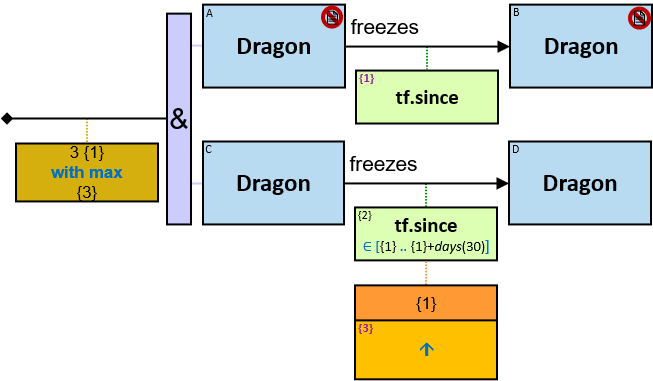 A
Dragon
freezes
B
Dragon
{1}
tf.since
&
3 {1}
with max
{3}
C
Dragon
freezes
D
Dragon
{2}
tf.since
∈ [{1} .. {1}+days(30)]
{1}
{3}
↑